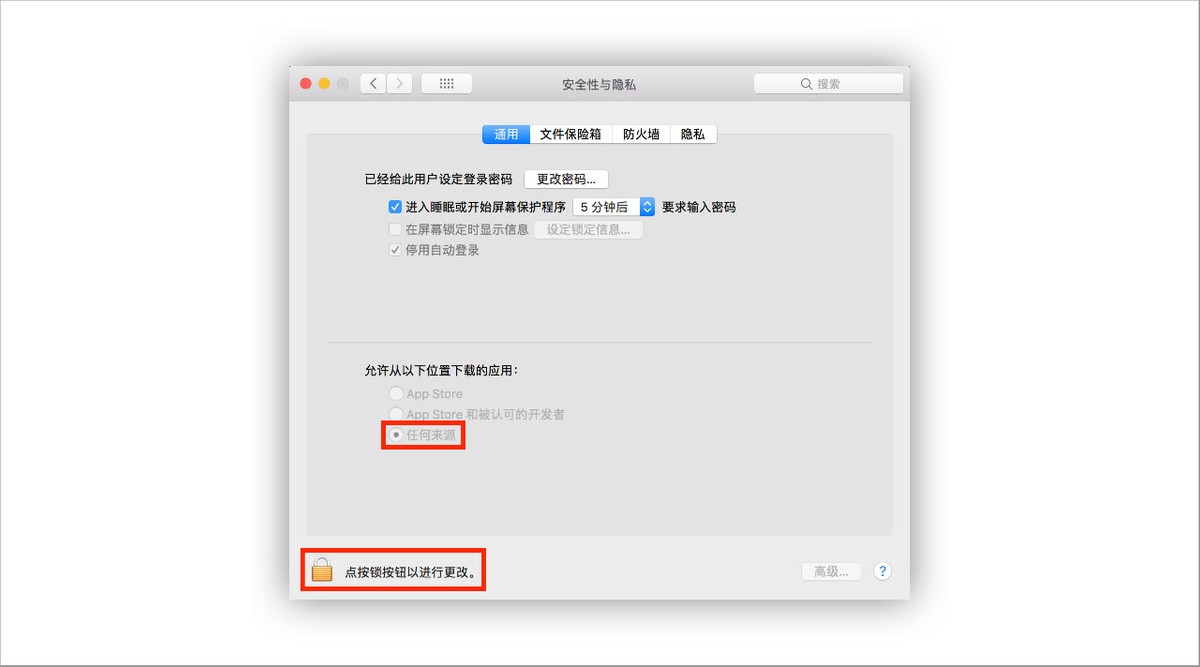 安全性与隐私
搜索
通用 文件保险箱 防火墙 隐私
已经给此用户设定登录密码 更改密码...
进入睡眠或开始屏幕保护程序 5 分钟后 要求输入密码
在屏幕锁定时显示信息 设定锁定信息...
停用自动登录
允许从以下位置下载的应用：
App Store
App Store 和被认可的开发者
任何来源
点按锁按钮以进行更改。
高级... ?